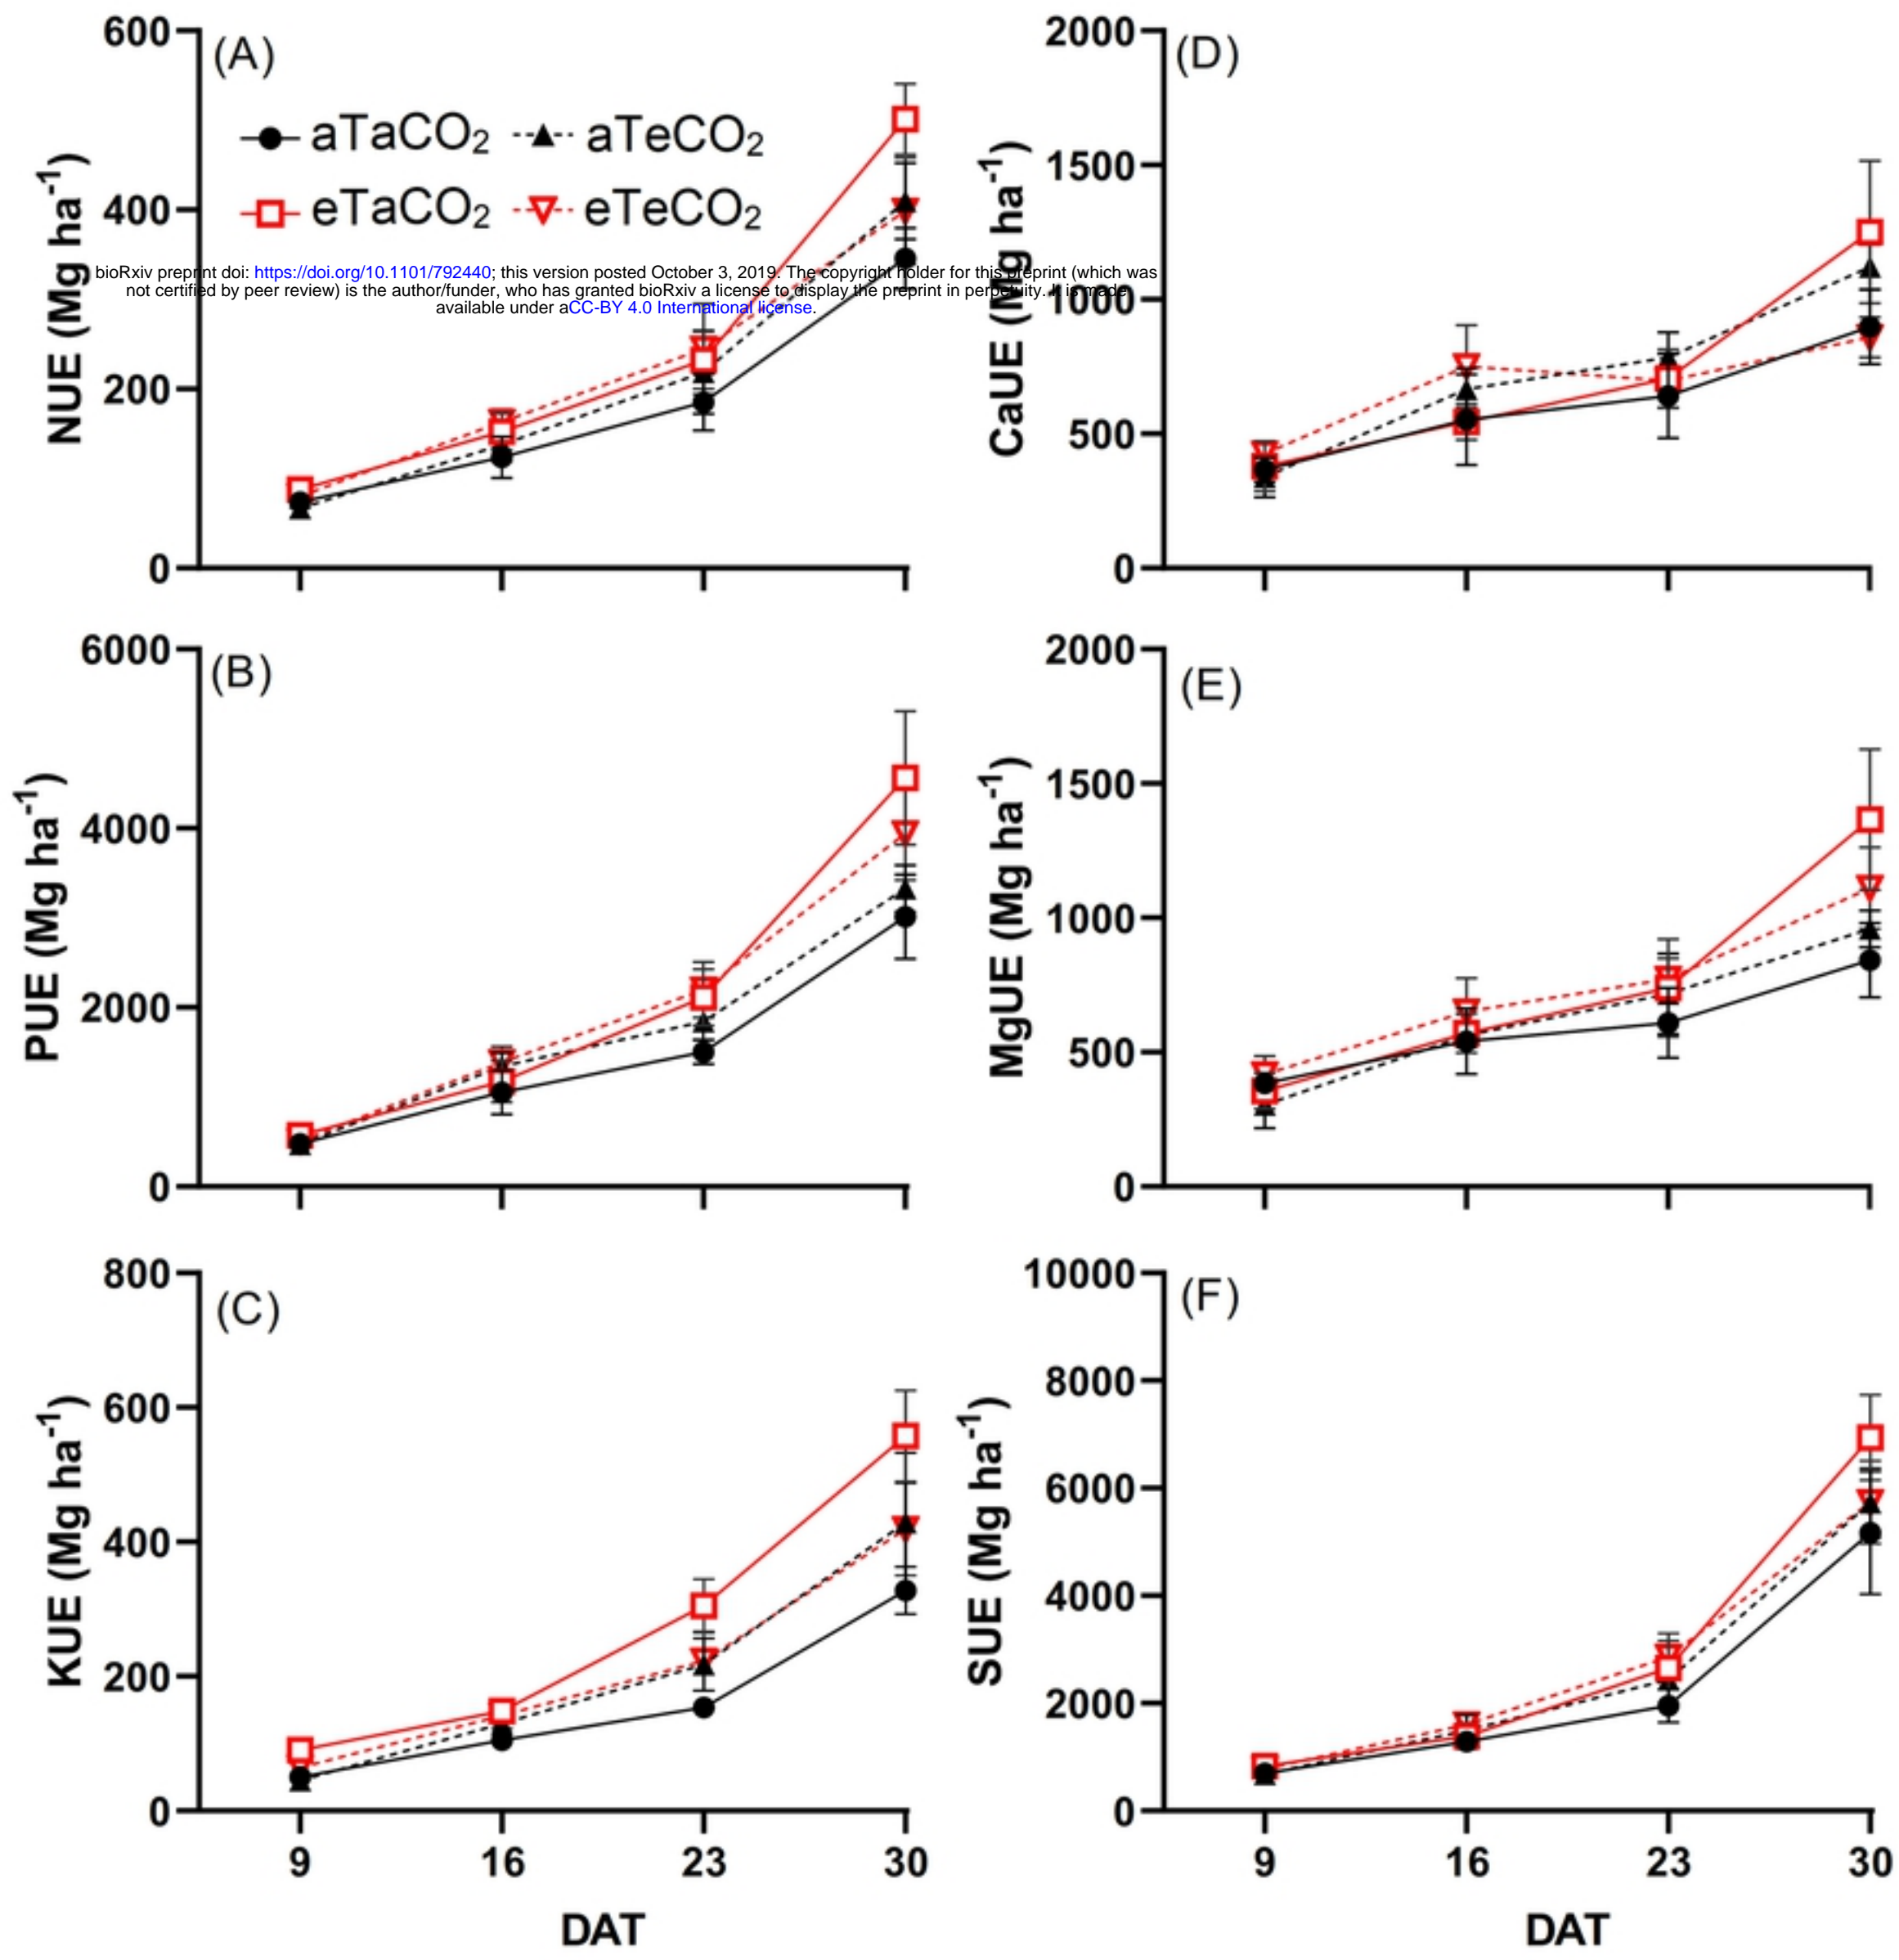 600
(A)
aTaCO2 aTeCO2
eTaCO2 eTeCO2
400
200
0
NUE (Mg ha-1)
bioRxiv preprint doi: https://doi.org/10.1101/792440; this version posted October 3, 2019. The copyright holder for this preprint (which was
not certified by peer review) is the author/funder, who has granted bioRxiv a license to display the preprint in perpetuity. It is made
available under aCC-BY 4.0 International license.
2000
(D)
1500
1000
500
0
CaUE (Mg ha-1)
6000
(B)
4000
2000
0
PUE (Mg ha-1)
2000
(E)
1500
1000
500
0
MgUE (Mg ha-1)
800
(C)
600
400
200
0
KUE (Mg ha-1)
9 16 23 30
DAT
10000
(F)
8000
6000
4000
2000
0
SUE (Mg ha-1)
9 16 23 30
DAT